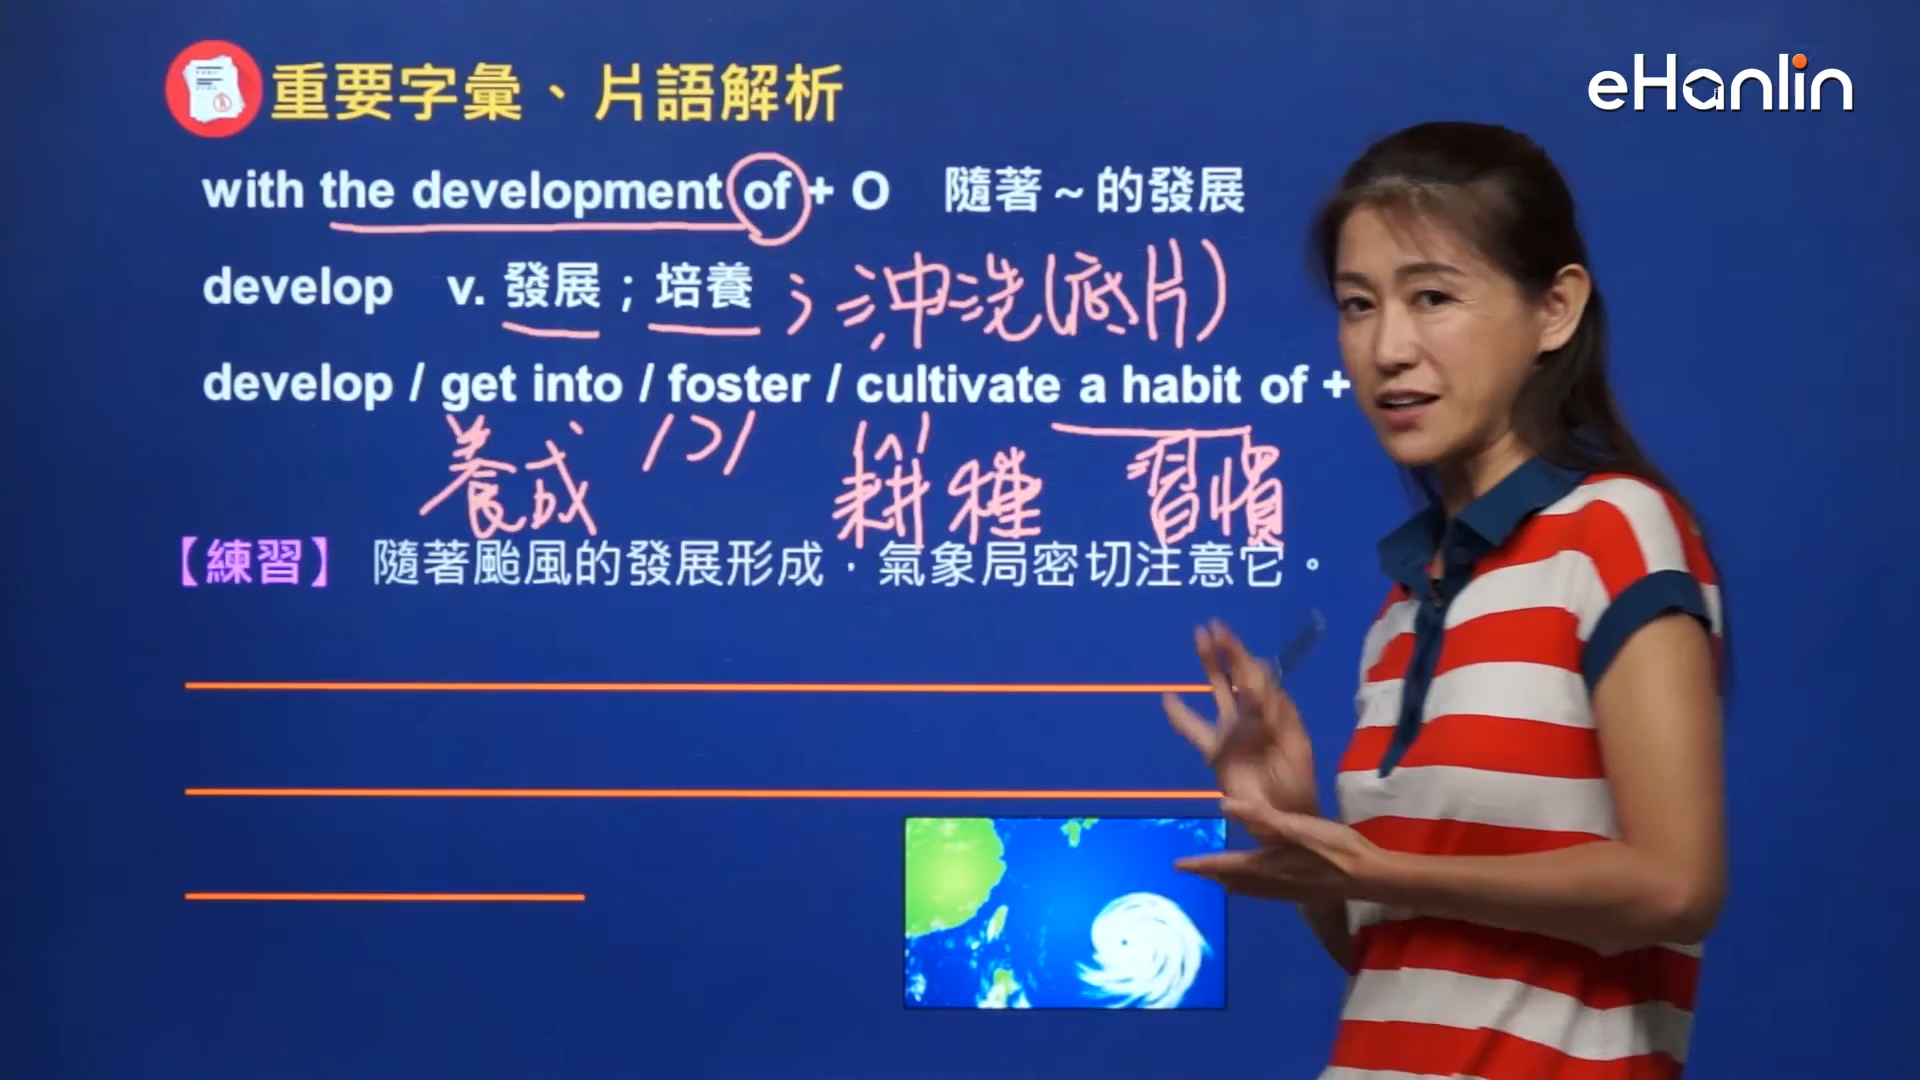 eHanlin
重要字彙、片語解析
with the development of + O 隨著~的發展
develop v. 發展；培養；沖洗(底片)
develop / get into / foster / cultivate a habit of +
養成 耕種 習慣
【練習】 隨著颱風的發展形成，氣象局密切注意它。